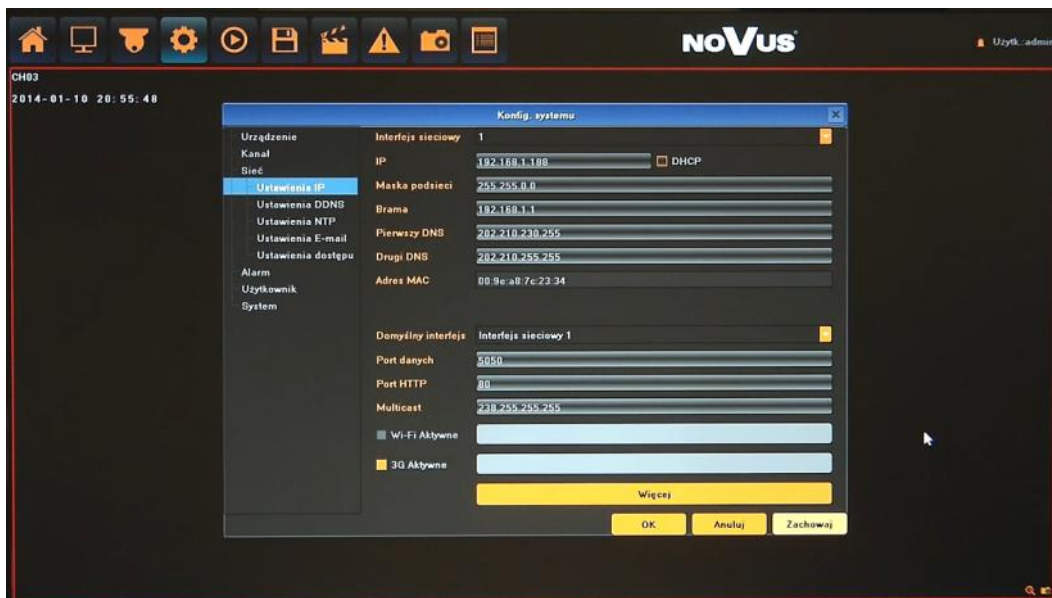 NOVUS
Użytk.:admin
CH03
2014-01-10 20:55:48
Konfig. systemu
Urządzenie
Kanał
Sieć
Ustawienia IP
Ustawienia DDNS
Ustawienia NTP
Ustawienia E-mail
Ustawienia dostępu
Alarm
Użytkownik
System
Interfejs sieciowy 1
IP 192.168.1.188 DHCP
Maska podsieci 255.255.0.0
Brama 192.168.1.1
Pierwszy DNS 202.210.230.255
Drugi DNS 202.210.255.255
Adres MAC 00:9e:a8:7c:23:34
Domyślny interfejs Interfejs sieciowy 1
Port danych 5050
Port HTTP 80
Multicast 238.255.255.255
Wi-Fi Aktywne
3G Aktywne
Więcej
OK Anuluj Zachowaj